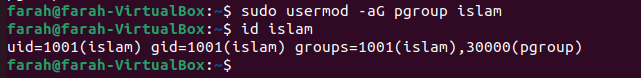 farah@farah-VirtualBox:~$ sudo usermod -aG pgroup islam
farah@farah-VirtualBox:~$ id islam
uid=1001(islam) gid=1001(islam) groups=1001(islam),30000(pgroup)
farah@farah-VirtualBox:~$